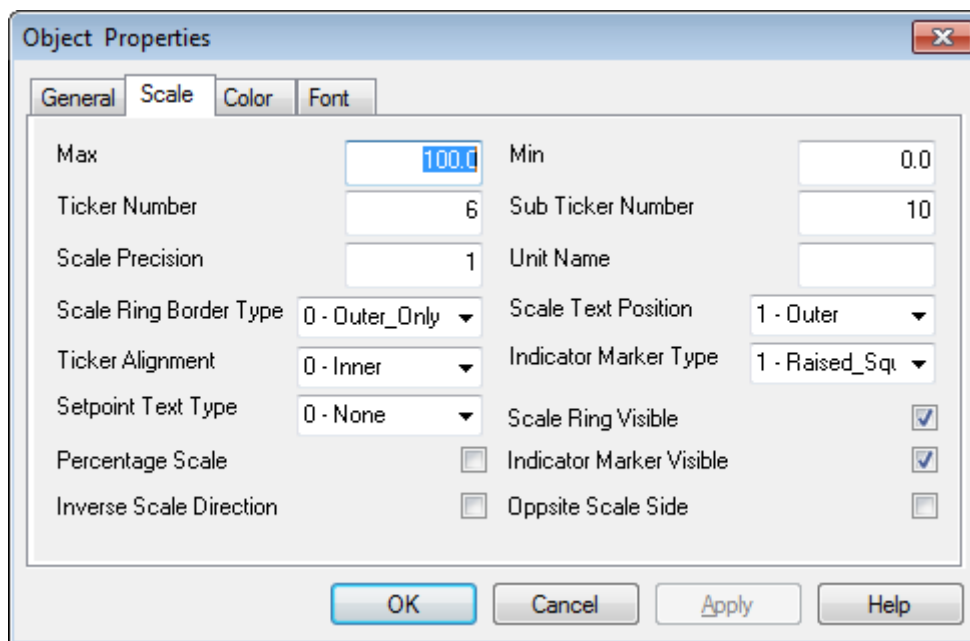 Object Properties
General Scale Color Font
Max 100.0 Min 0.0
Ticker Number 6 Sub Ticker Number 10
Scale Precision 1 Unit Name
Scale Ring Border Type 0 - Outer_Only Scale Text Position 1 - Outer
Ticker Alignment 0 - Inner Indicator Marker Type 1 - Raised_Squ
Setpoint Text Type 0 - None Scale Ring Visible
Percentage Scale Indicator Marker Visible
Inverse Scale Direction Oppsite Scale Side
OK Cancel Apply Help